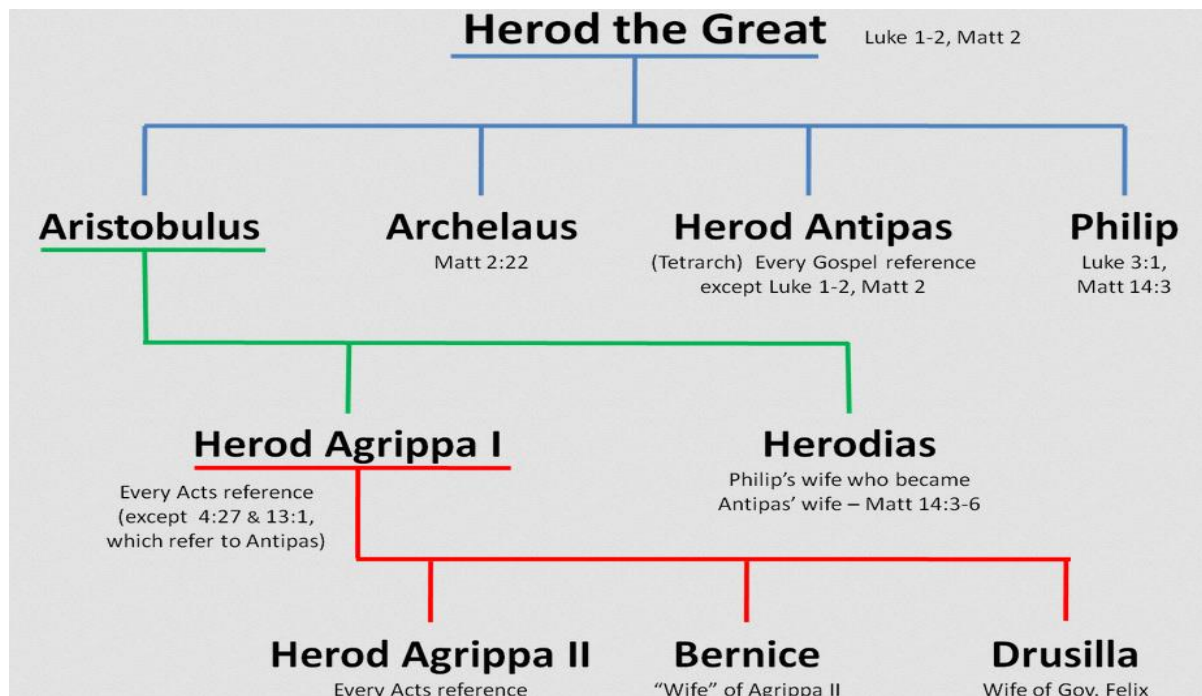 Herod the Great
Luke 1-2, Matt 2
Aristobulus
Archelaus
Matt 2:22
Herod Antipas
(Tetrarch) Every Gospel reference
except Luke 1-2, Matt 2
Philip
Luke 3:1,
Matt 14:3
Herod Agrippa I
Every Acts reference
(except 4:27 & 13:1,
which refer to Antipas)
Herodias
Philip's wife who became
Antipas' wife – Matt 14:3-6
Herod Agrippa II
Every Acts reference
Bernice
“Wife” of Agrippa II
Drusilla
Wife of Gov. Felix